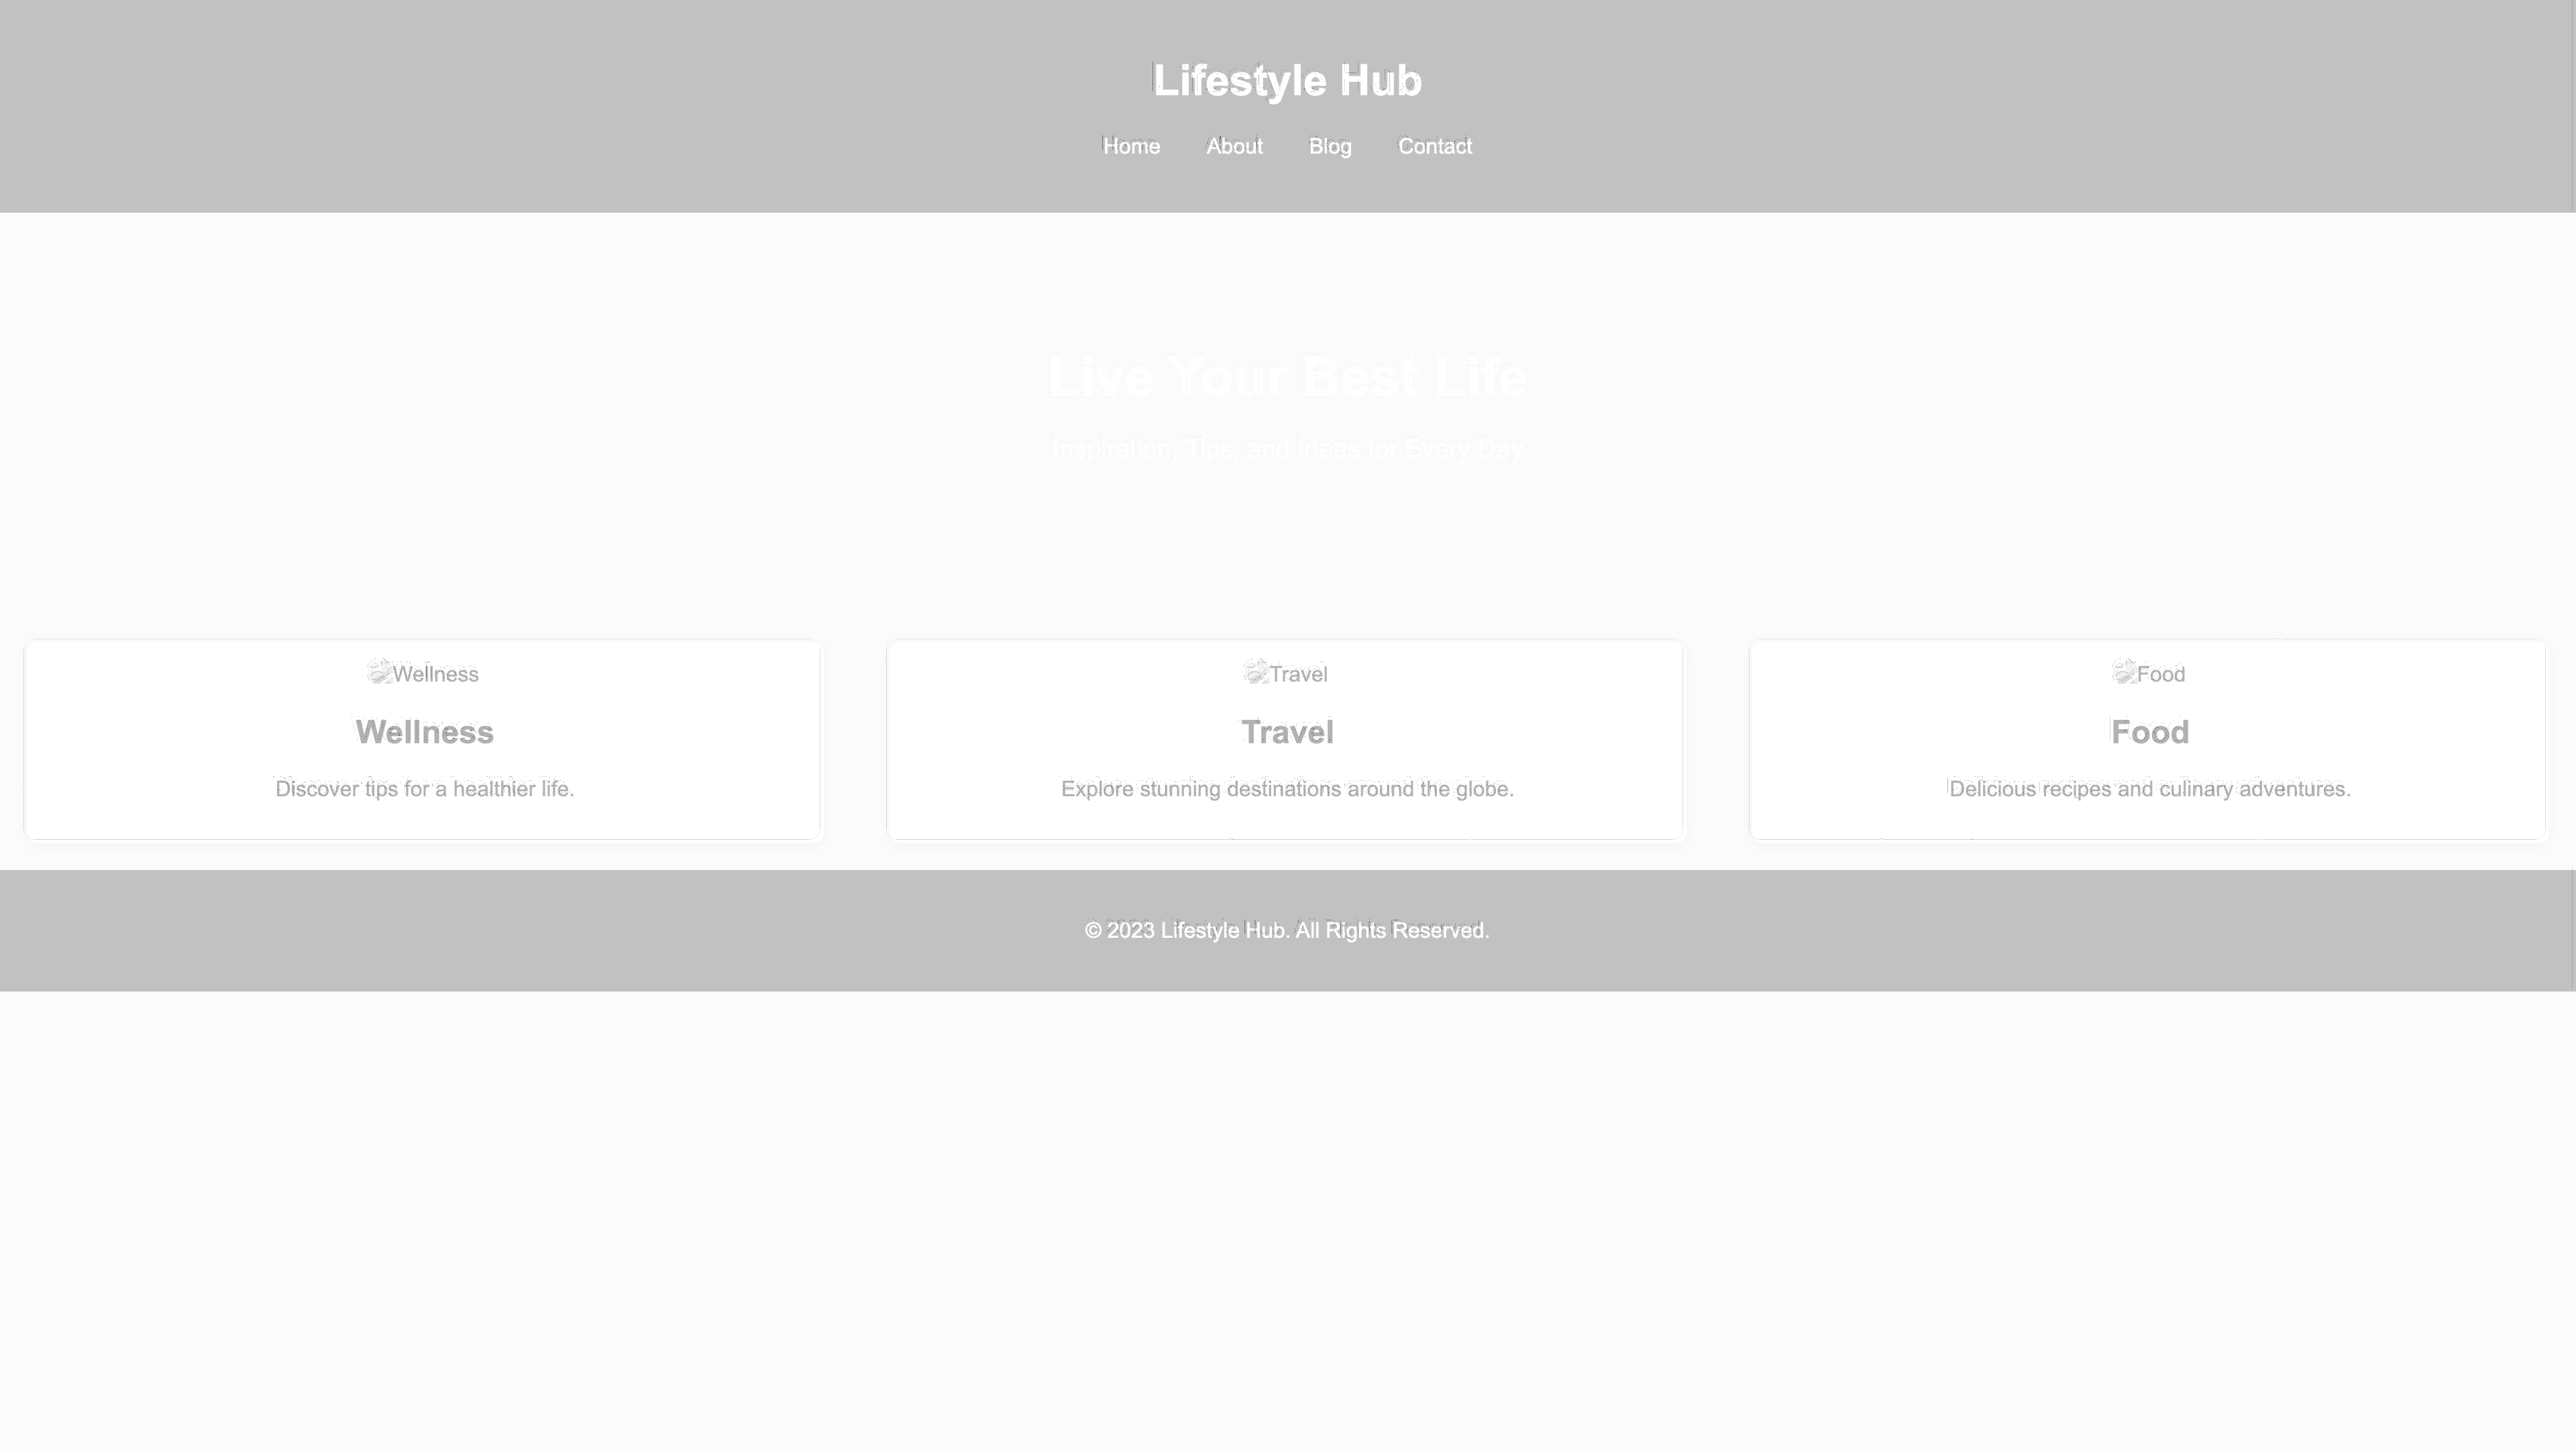 Lifestyle Hub
Home About Blog Contact
Live Your Best Life
Inspiration, Tips, and Ideas for Every Day
Wellness Travel Food
Wellness Travel Food
Discover tips for a healthier life. Explore stunning destinations around the globe. Delicious recipes and culinary adventures.
© 2023 Lifestyle Hub. All Rights Reserved.